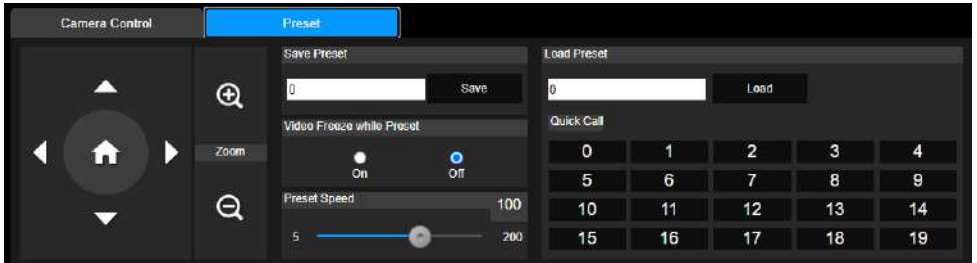 Camera Control
Preset
Zoom
Save Preset
0
Save
Video Freeze while Preset
On
Off
Preset Speed
100
5
200
Load Preset
0
Load
Quick Call
0 1 2 3 4
5 6 7 8 9
10 11 12 13 14
15 16 17 18 19